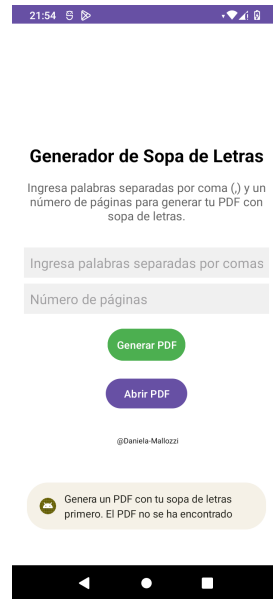 21:54
Generador de Sopa de Letras
Ingresa palabras separadas por coma (,) y un
número de páginas para generar tu PDF con
sopa de letras.
Ingresa palabras separadas por comas
Número de páginas
Generar PDF
Abrir PDF
@Daniela-Mallozzi
Genera un PDF con tu sopa de letras
primero. El PDF no se ha encontrado